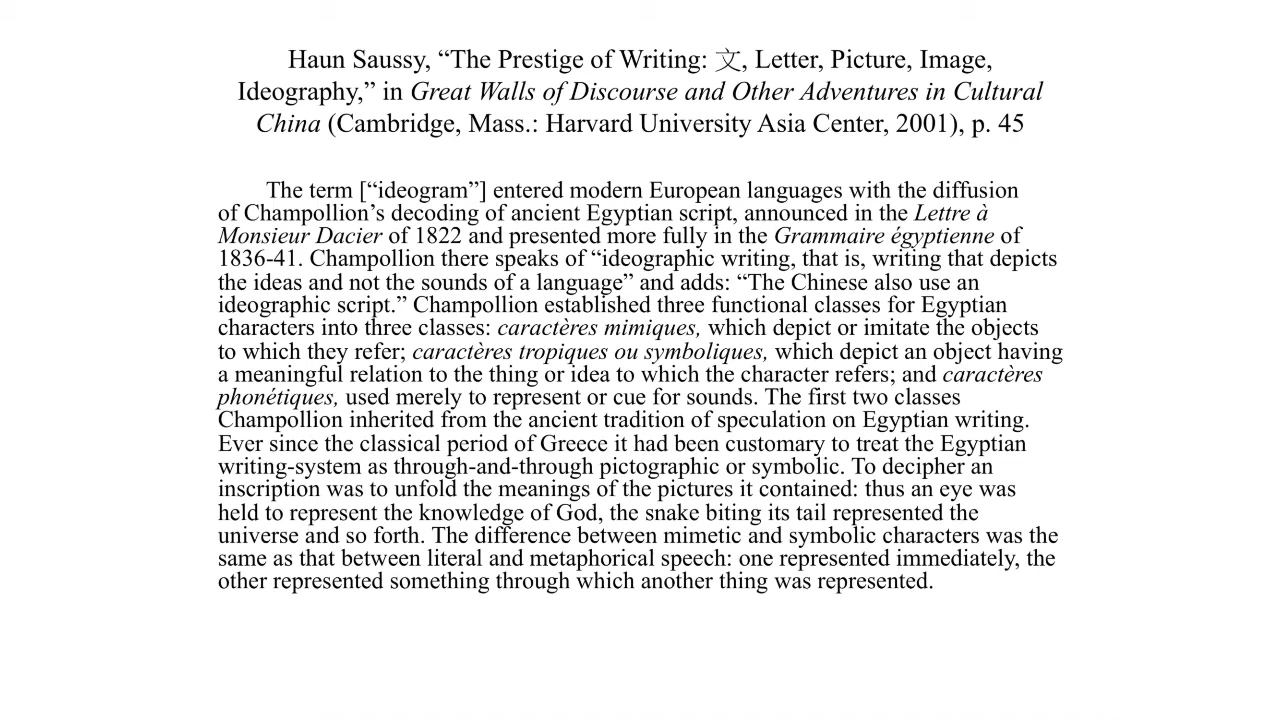 Haun Saussy, “The Prestige of Writing: 文, Letter, Picture, Image,
Ideography,” in Great Walls of Discourse and Other Adventures in Cultural
China (Cambridge, Mass.: Harvard University Asia Center, 2001), p. 45
The term [“ideogram”] entered modern European languages with the diffusion
of Champollion’s decoding of ancient Egyptian script, announced in the Lettre à
Monsieur Dacier of 1822 and presented more fully in the Grammaire égyptienne of
1836-41. Champollion there speaks of “ideographic writing, that is, writing that depicts
the ideas and not the sounds of a language” and adds: “The Chinese also use an
ideographic script.” Champollion established three functional classes for Egyptian
characters into three classes: caractères mimiques, which depict or imitate the objects
to which they refer; caractères tropiques ou symboliques, which depict an object having
a meaningful relation to the thing or idea to which the character refers; and caractères
phonétiques, used merely to represent or cue for sounds. The first two classes
Champollion inherited from the ancient tradition of speculation on Egyptian writing.
Ever since the classical period of Greece it had been customary to treat the Egyptian
writing-system as through-and-through pictographic or symbolic. To decipher an
inscription was to unfold the meanings of the pictures it contained: thus an eye was
held to represent the knowledge of God, the snake biting its tail represented the
universe and so forth. The difference between mimetic and symbolic characters was the
same as that between literal and metaphorical speech: one represented immediately, the
other represented something through which another thing was represented.